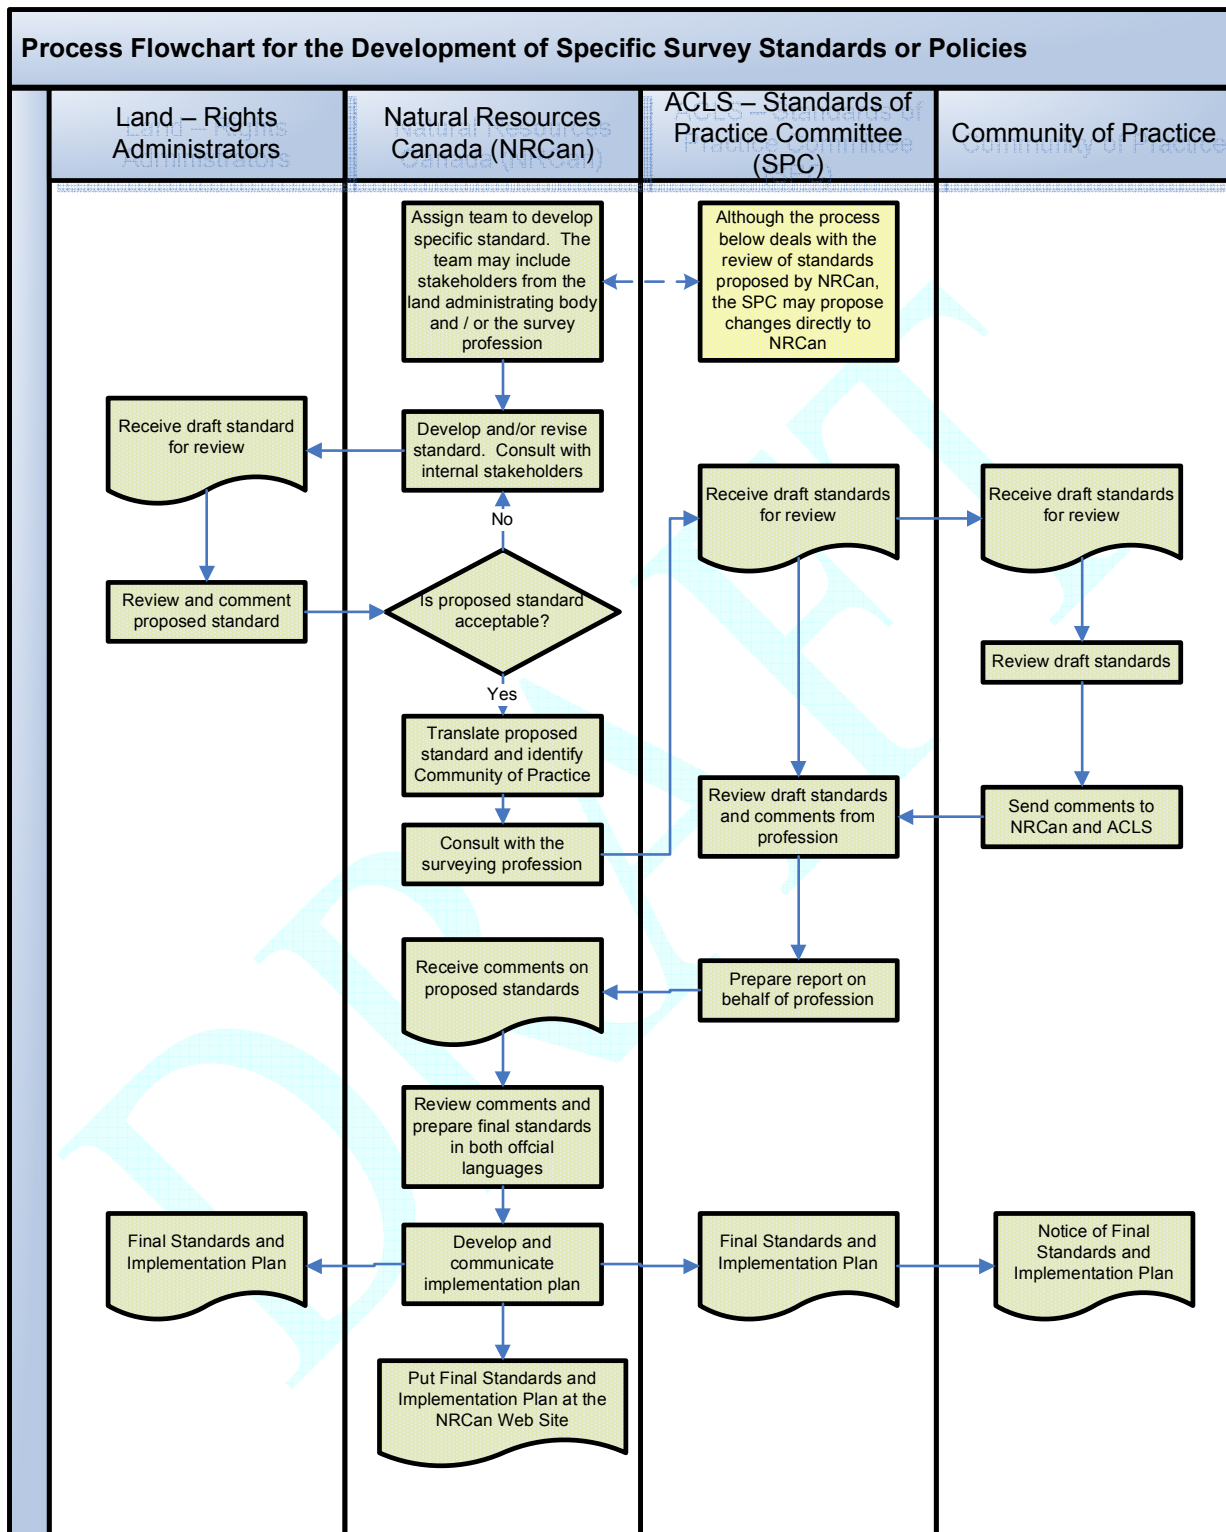 Process Flowchart for the Development of Specific Survey Standards or Policies
Land – Rights
Administrators
Natural Resources
Canada (NRCan)
ACLS – Standards of
Practice Committee
(SPC)
Community of Practice
Assign team to develop
specific standard. The
team may include
stakeholders from the
land administrating body
and / or the survey
profession
Although the process
below deals with the
review of standards
proposed by NRCan,
the SPC may propose
changes directly to
NRCan
Receive draft standard
for review
Develop and/or revise
standard. Consult with
internal stakeholders
Receive draft standards
for review
Receive draft standards
for review
No
Review and comment
proposed standard
Is proposed standard
acceptable?
Review draft standards
Yes
Translate proposed
standard and identify
Community of Practice
Review draft standards
and comments from
profession
Send comments to
NRCan and ACLS
Consult with the
surveying profession
Receive comments on
proposed standards
Prepare report on
behalf of profession
Review comments and
prepare final standards
in both offcial
languages
Final Standards and
Implementation Plan
Develop and
communicate
implementation plan
Final Standards and
Implementation Plan
Notice of Final
Standards and
Implementation Plan
Put Final Standards and
Implementation Plan at the
NRCan Web Site
DRAFT